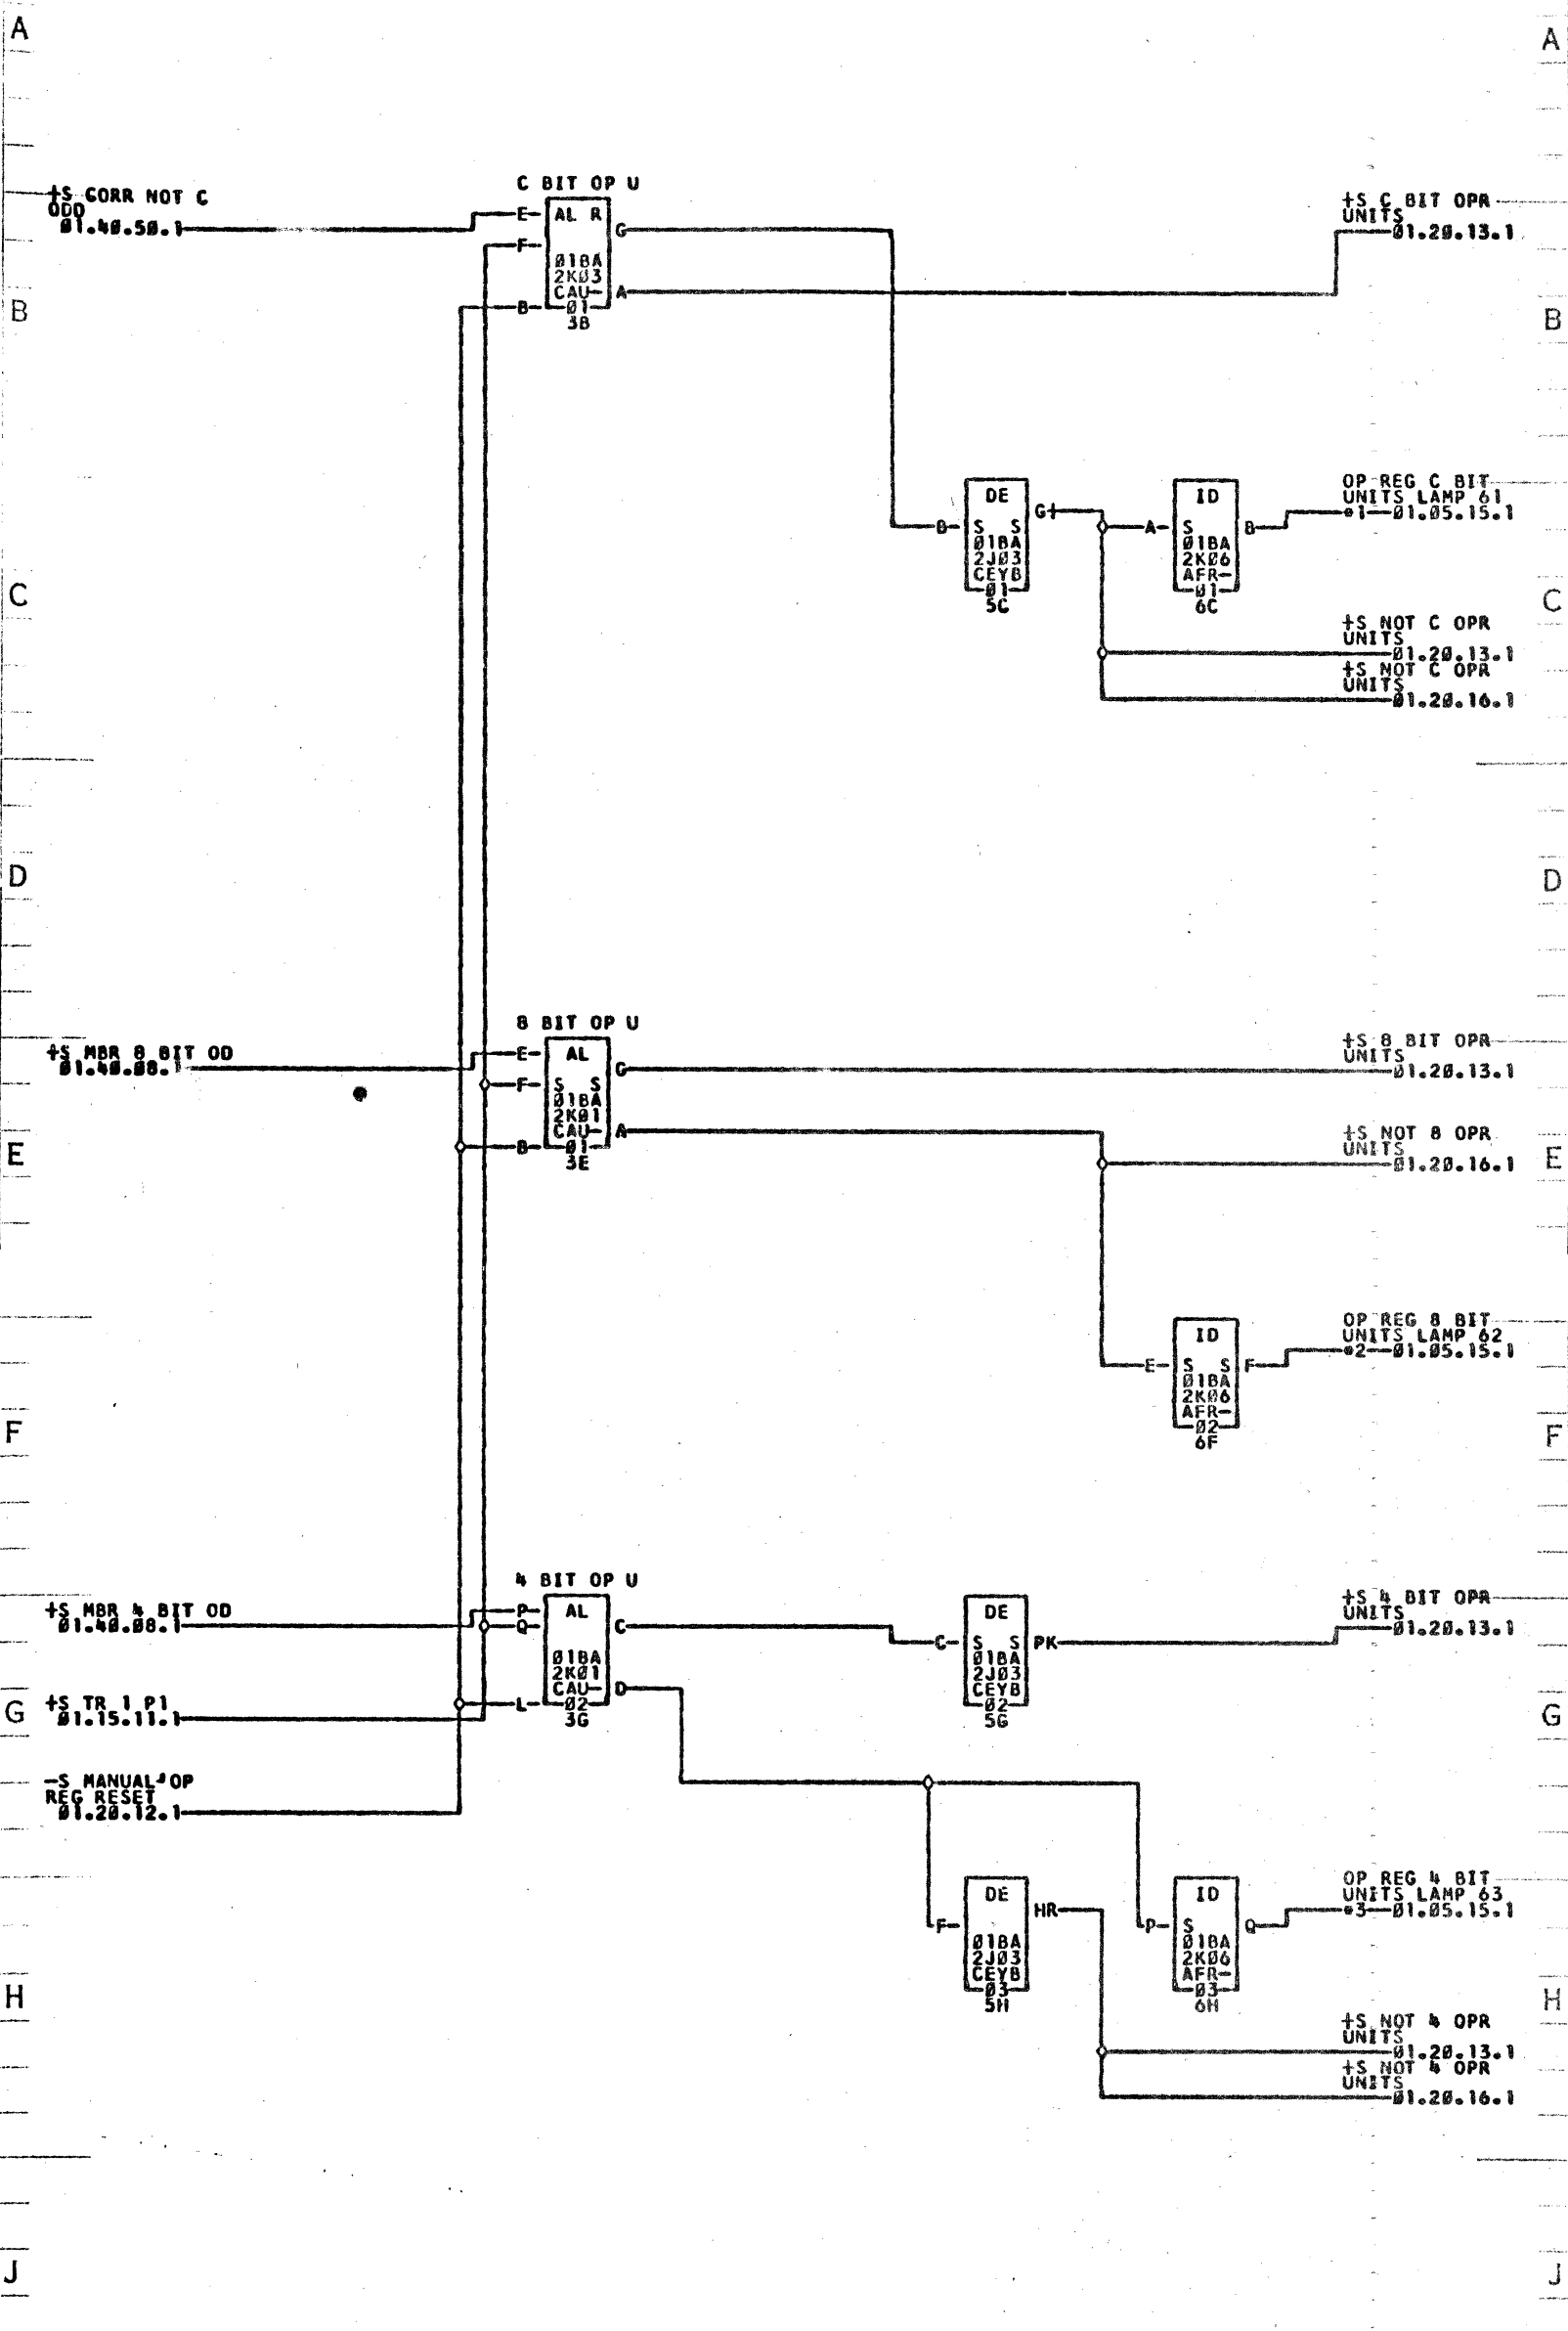 A A
+S CORR NOT C
ODD
01.40.50.1
C BIT OP U
E AL R G
F
01BA
2K03
CAU- A
B 01
3B
+S C BIT OPR
UNITS
01.20.13.1
B B
DE
G+
B S S
01BA
2J03
CEYB
01
5C
ID
A S B
01BA
2K06
AFR-
01
6C
OP REG C BIT
UNITS LAMP 61
*1—01.05.15.1
C C
+S NOT C OPR
UNITS
01.20.13.1
+S NOT C OPR
UNITS
01.20.16.1
D D
+S MBR 8 BIT OD
01.40.08.1
8 BIT OP U
E AL G
F S S
01BA
2K01
CAU- A
B 01
3E
+S 8 BIT OPR
UNITS
01.20.13.1
+S NOT 8 OPR
UNITS
01.20.16.1
E E
ID
E S S F
01BA
2K06
AFR-
02
6F
OP REG 8 BIT
UNITS LAMP 62
*2—01.05.15.1
F F
+S MBR 4 BIT OD
01.40.08.1
4 BIT OP U
P AL C
Q
01BA
2K01
CAU- D
L 02
3G
DE
C S S PK
01BA
2J03
CEYB
02
5G
+S 4 BIT OPR
UNITS
01.20.13.1
G G
+S TR 1 P1
01.15.11.1
-S MANUAL OP
REG RESET
01.20.12.1
DE
HR
F
01BA
2J03
CEYB
03
5H
ID
P S Q
01BA
2K06
AFR-
03
6H
OP REG 4 BIT
UNITS LAMP 63
*3—01.05.15.1
H H
+S NOT 4 OPR
UNITS
01.20.13.1
+S NOT 4 OPR
UNITS
01.20.16.1
J J